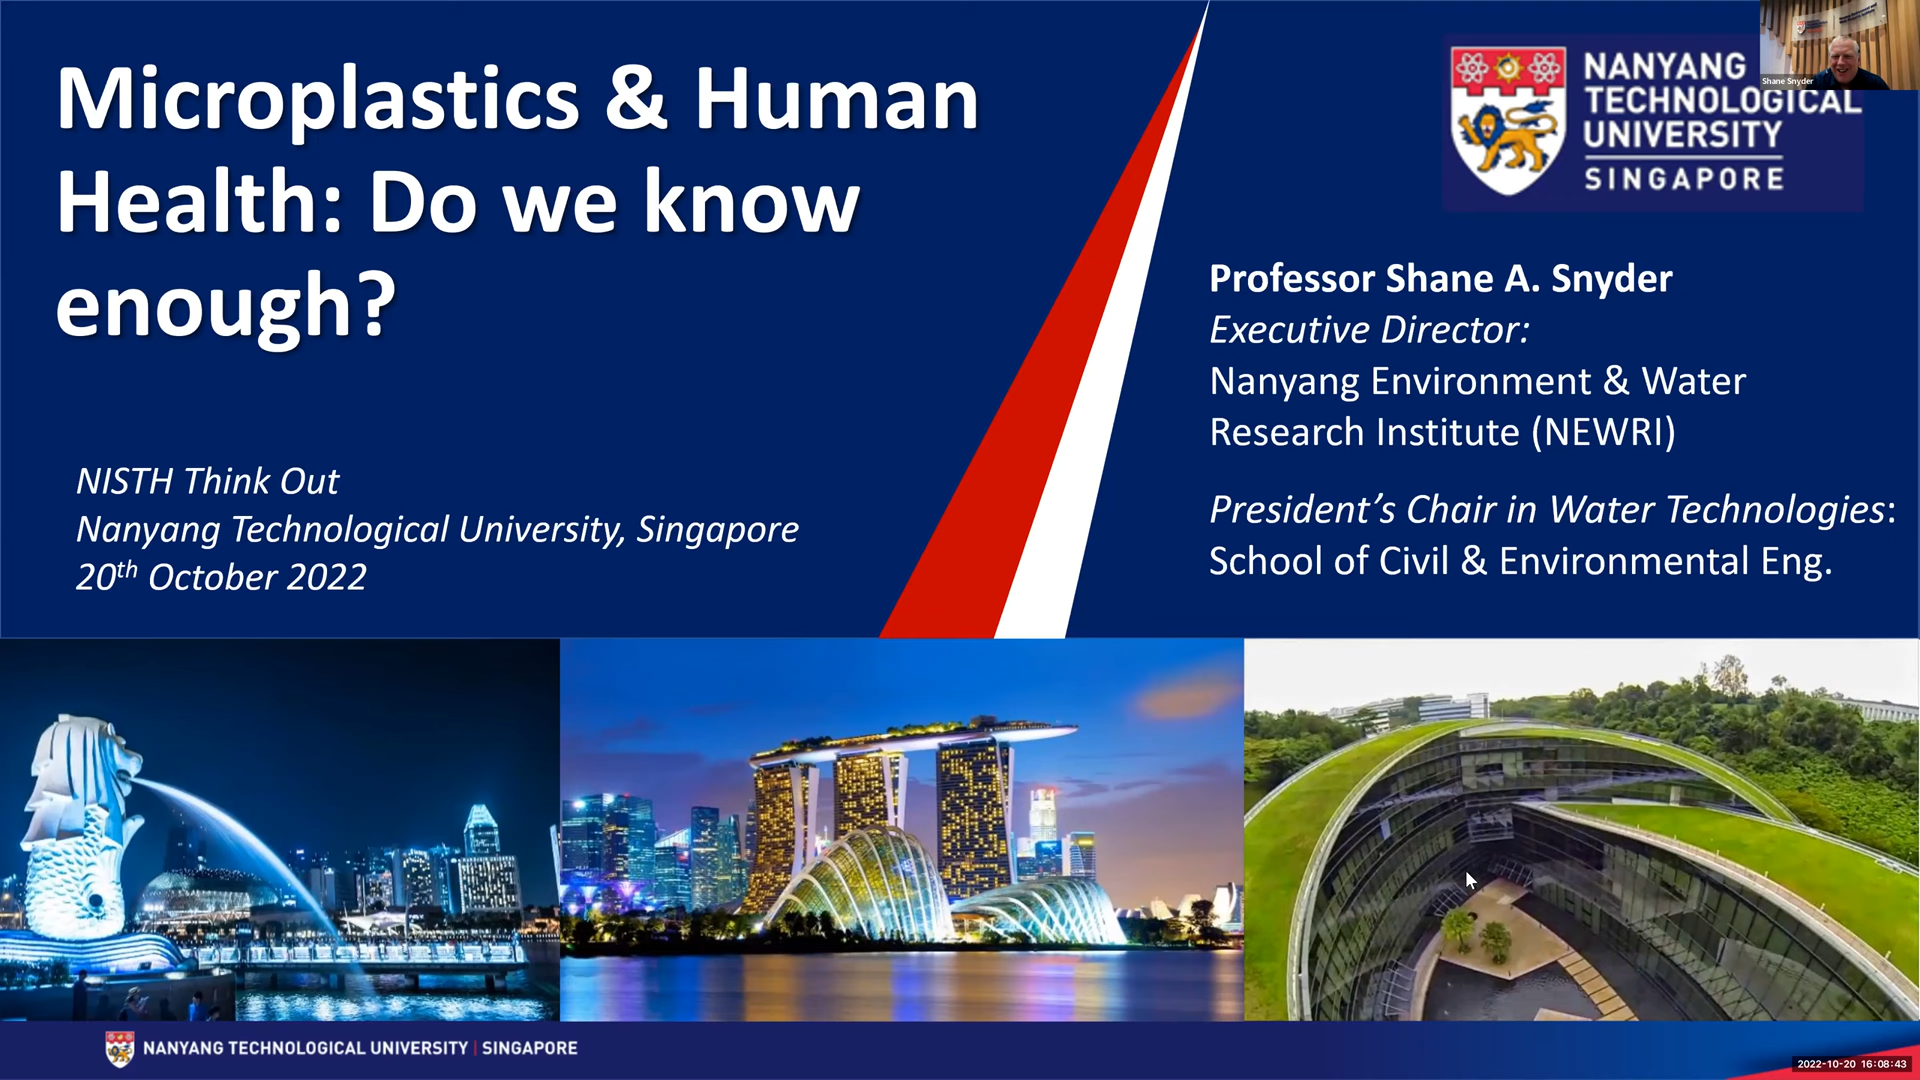 Microplastics & Human
Health: Do we know
enough?
NISTH Think Out
Nanyang Technological University, Singapore
20th October 2022
NANYANG
TECHNOLOGICAL
UNIVERSITY
SINGAPORE
Shane Snyder
Professor Shane A. Snyder
Executive Director:
Nanyang Environment & Water
Research Institute (NEWRI)
President’s Chair in Water Technologies:
School of Civil & Environmental Eng.
NANYANG TECHNOLOGICAL UNIVERSITY | SINGAPORE
2022-10-20 16:08:43